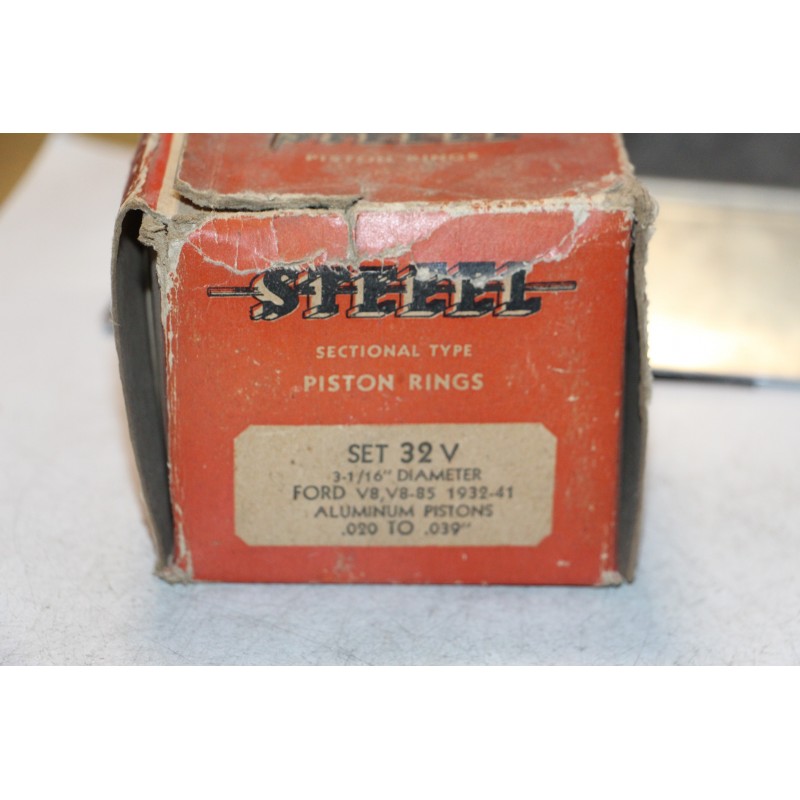 PISTON RINGS
STEEEL
SECTIONAL TYPE
PISTON RINGS
SET 32 V
3-1/16" DIAMETER
FORD V8, V8-85 1932-41
ALUMINUM PISTONS
.020 TO .039"